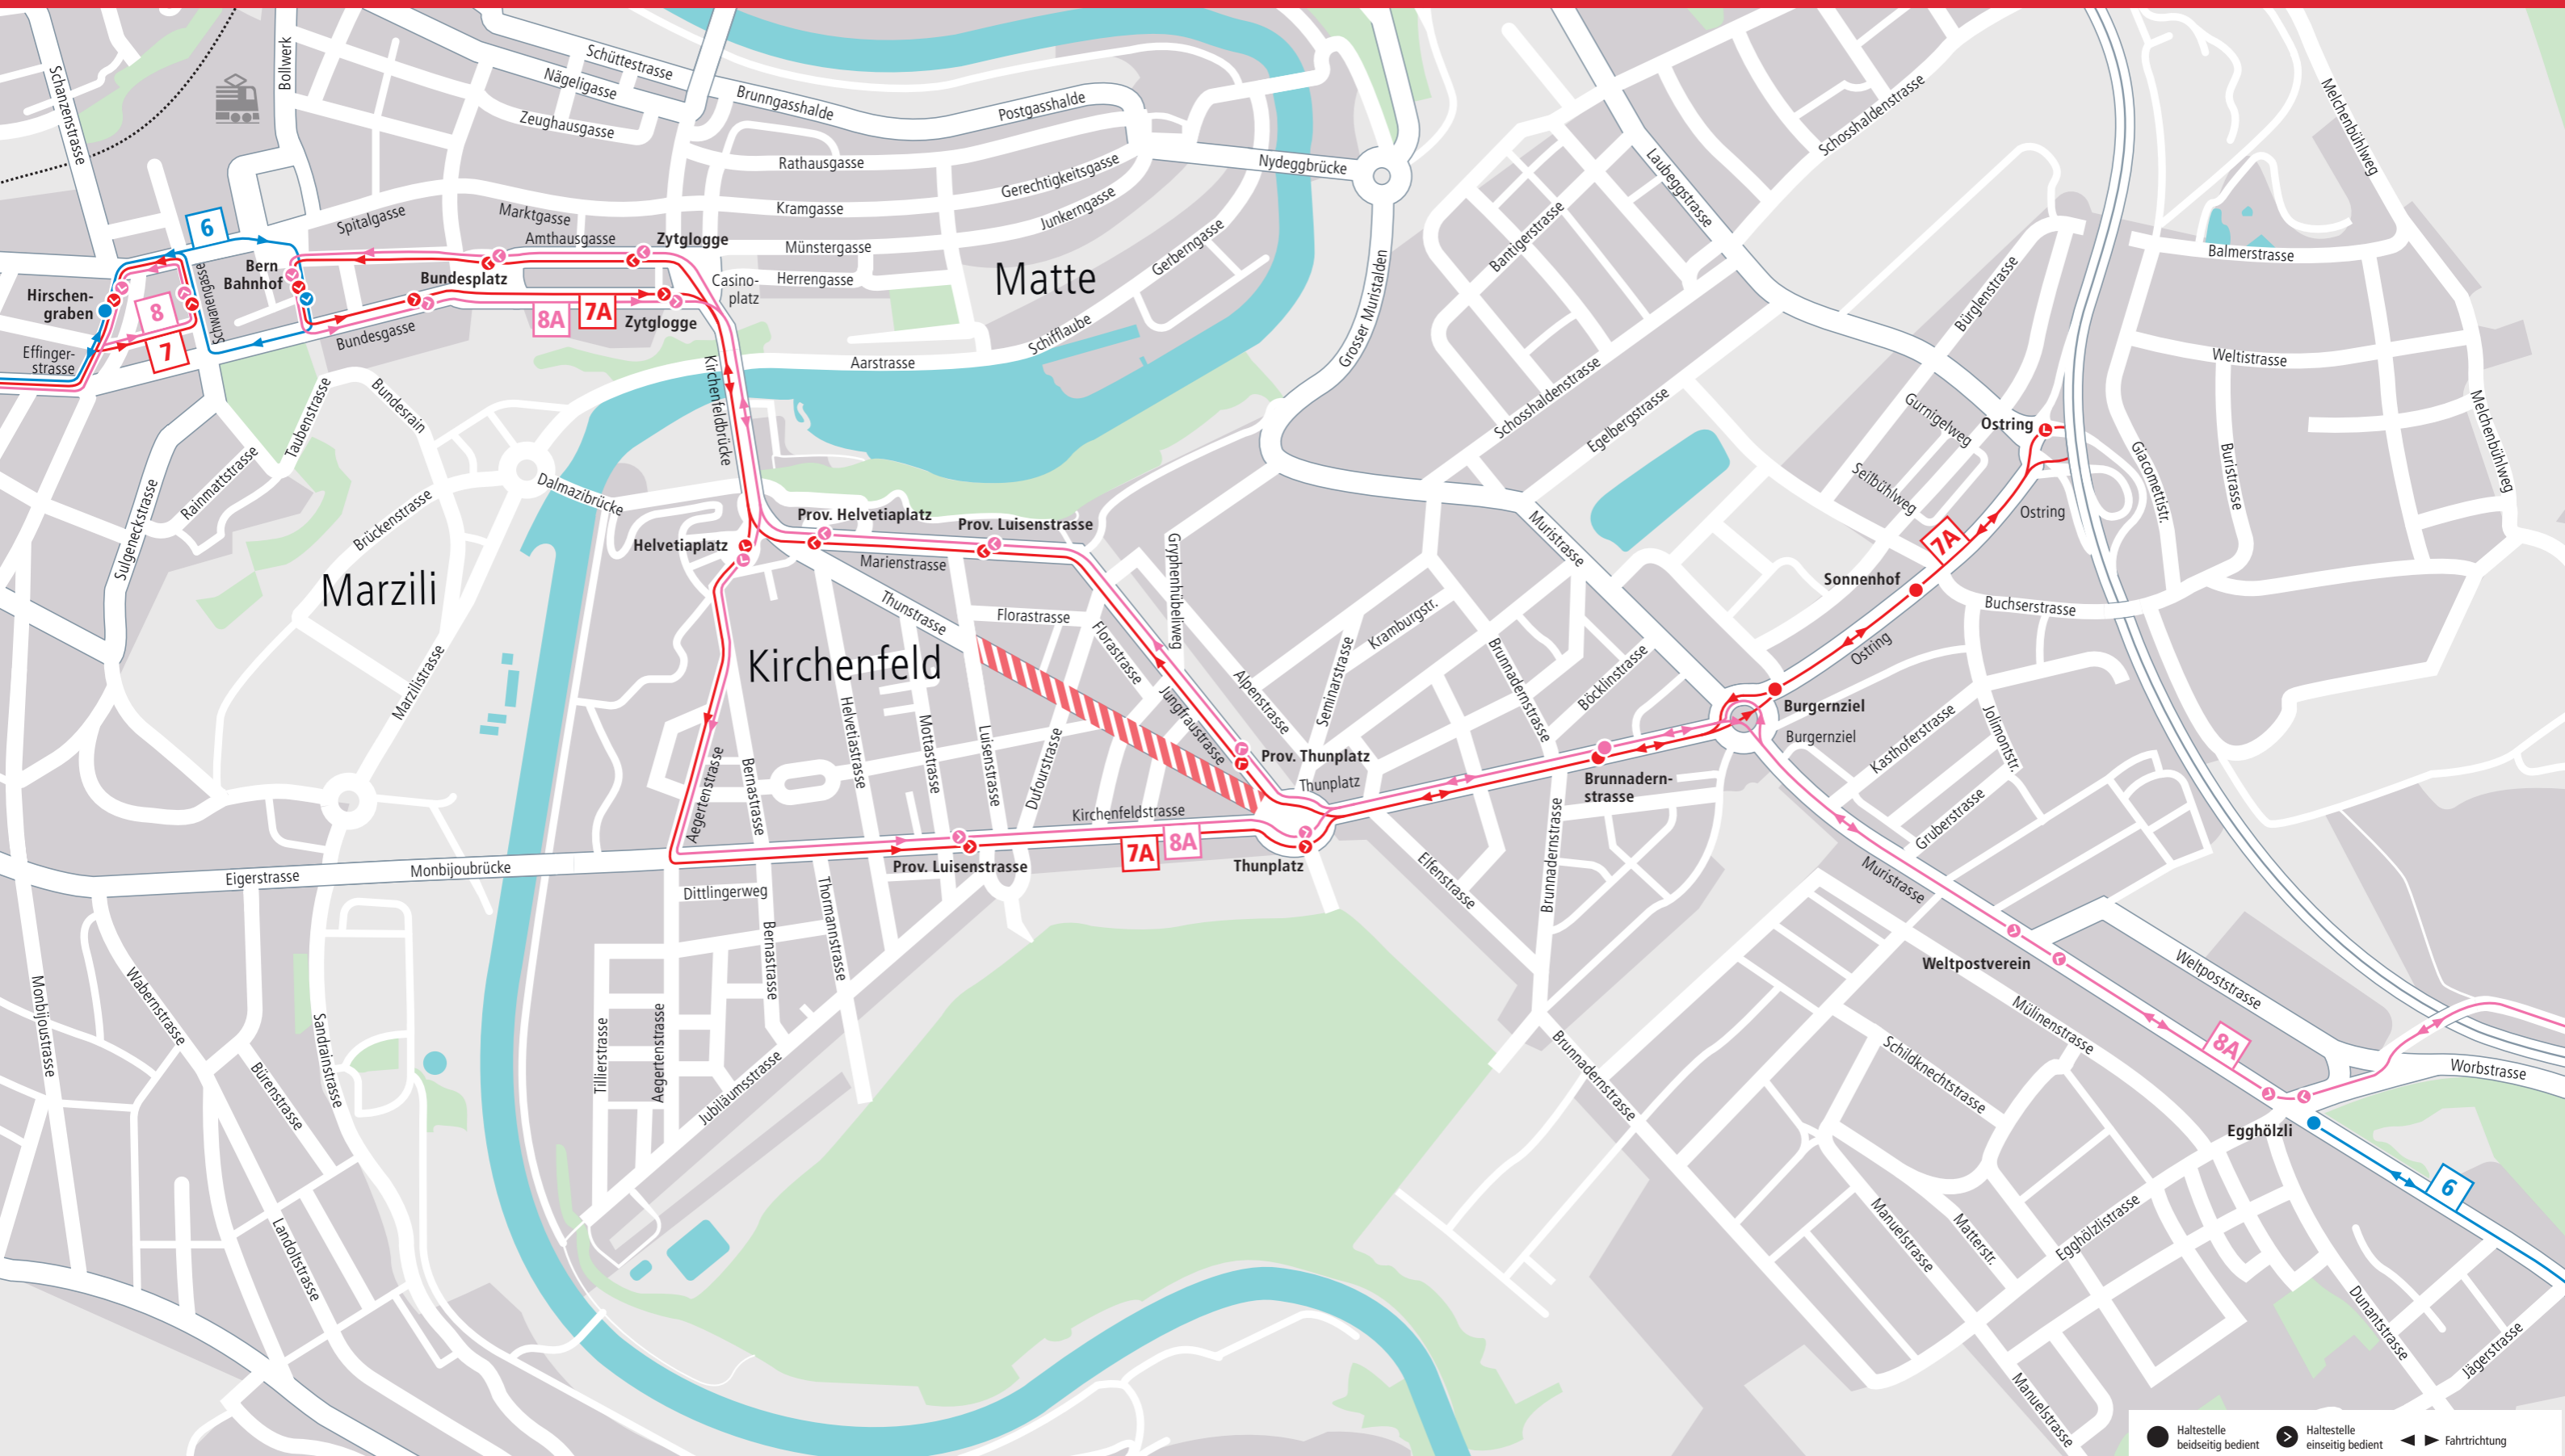 Schanzenstrasse
Bollwerk
Schüttestrasse
Nägeligasse
Zeughausgasse
Brunngasshalde
Postgasshalde
Rathausgasse
Gerechtigkeitsgasse
Nydeggbrücke
Spitalgasse
Marktgasse
Amthausgasse
Kramgasse
Junkerngasse
Münstergasse
Herrengasse
Gerberngasse
Matte
Zytglogge
Casino-
platz
6
Bern
Bahnhof
Bundesplatz
Hirschen-
graben
8
7
Schwanengasse
8A
7A
Zytglogge
Bundesgasse
Effinger-
strasse
Aarstrasse
Schifflaube
Kirchenfeldbrücke
Grosser Muristalden
Laubeggstrasse
Schosshaldenstrasse
Bantigerstrasse
Schosshaldenstrasse
Egelbergstrasse
Melchenbühlweg
Balmerstrasse
Bürglenstrasse
Weltistrasse
Melchenbühlweg
Gurnigelweg
Ostring
Giacomettistr.
Buristrasse
Seilbühlweg
Ostring
7A
Sonnenhof
Buchserstrasse
Ostring
Taubenstrasse
Bundesrain
Rainmattstrasse
Sulgeneckstrasse
Brückenstrasse
Dalmazibrücke
Marzili
Marzilistrasse
Helvetiaplatz
Prov. Helvetiaplatz
Prov. Luisenstrasse
Marienstrasse
Thunstrasse
Florastrasse
Florastrasse
Gryphenhübeliweg
Muristrasse
Kirchenfeld
Jungfraustrasse
Alpenstrasse
Seminarstrasse
Kramburgstr.
Brunnadernstrasse
Böcklinstrasse
Burgernziel
Burgernziel
Kasthoferstrasse
Jolimontstr.
Gruberstrasse
Aegertenstrasse
Bernastrasse
Helvetiastrasse
Mottastrasse
Luisenstrasse
Dufourstrasse
Kirchenfeldstrasse
Prov. Thunplatz
Thunplatz
Brunnadern-
strasse
Brunnadernstrasse
7A
8A
Thunplatz
Prov. Luisenstrasse
Elfenstrasse
Muristrasse
Eigerstrasse
Monbijoubrücke
Dittlingerweg
Thormannstrasse
Bernastrasse
Weltpostverein
Weltpoststrasse
Monbijoustrasse
Wabernstrasse
Sandrainstrasse
Bürenstrasse
Landoltstrasse
Tillierstrasse
Aegertenstrasse
Jubiläumsstrasse
Brunnadernstrasse
Mülinenstrasse
Schildknechtstrasse
8A
Worbstrasse
Egghölzli
6
Manuelstrasse
Matterstr.
Egghölzlistrasse
Dunantstrasse
Jägerstrasse
Manuelstrasse
Haltestelle
beidseitig bedient
Haltestelle
einseitig bedient
Fahrtrichtung